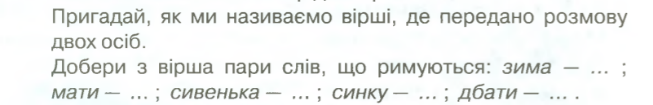 Пригадай, як ми називаємо вірші, де передано розмову
двох осіб.
Добери з вірша пари слів, що римуються: зима – ... ;
мати – ... ; сивенька – ... ; синку – ... ; дбати – ... .